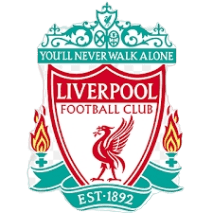 YOU'LL NEVER WALK ALONE
LIVERPOOL
FOOTBALL CLUB
EST·1892